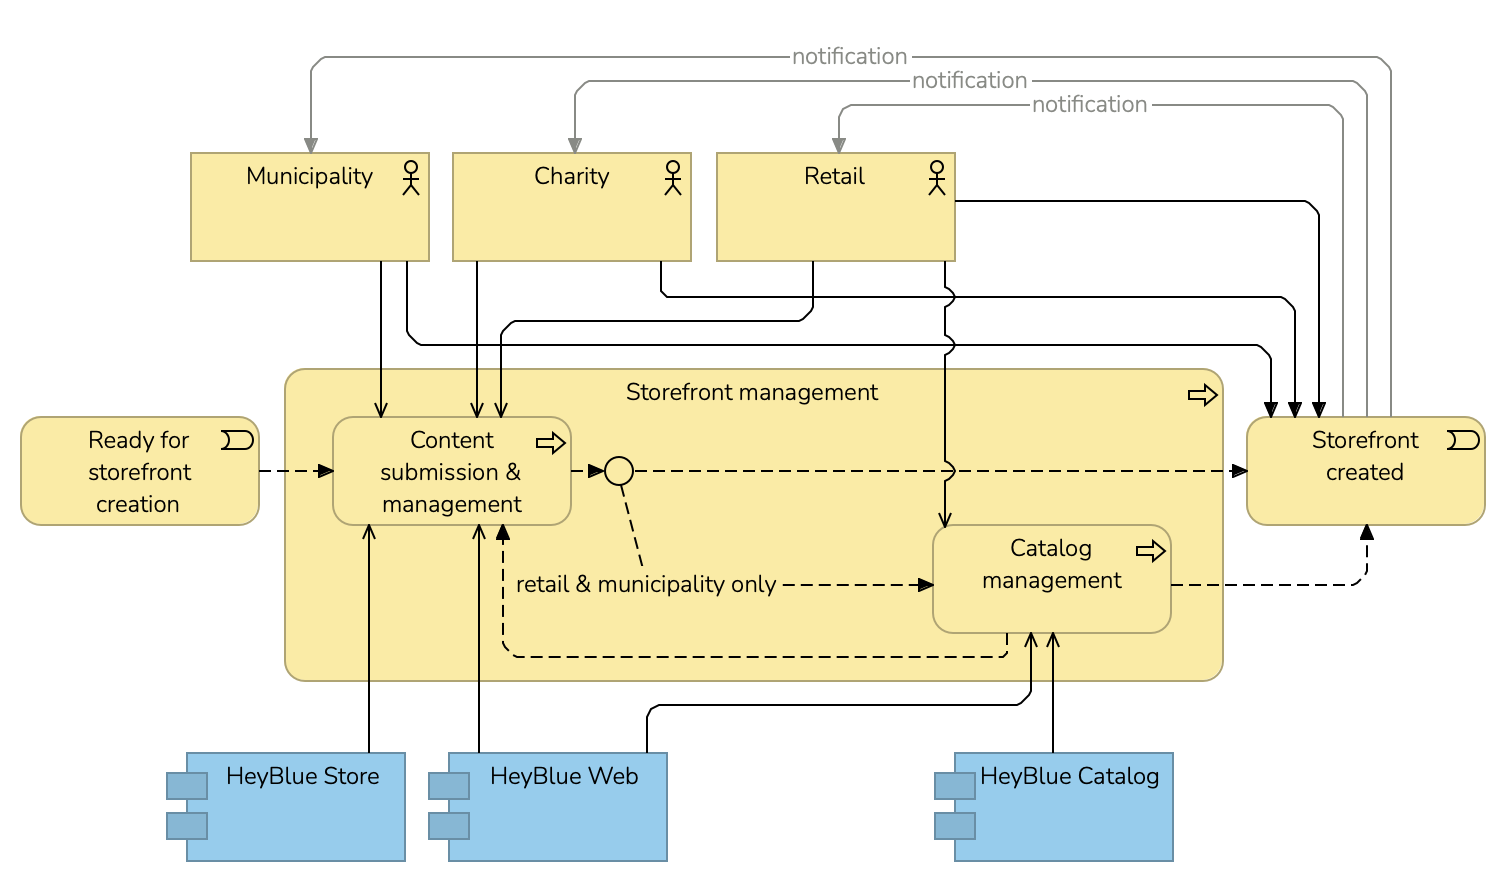 notification
notification
notification
Municipality
Charity
Retail
Storefront management
Ready for
storefront
creation
Content
submission &
management
Storefront
created
Catalog
management
retail & municipality only
HeyBlue Store
HeyBlue Web
HeyBlue Catalog